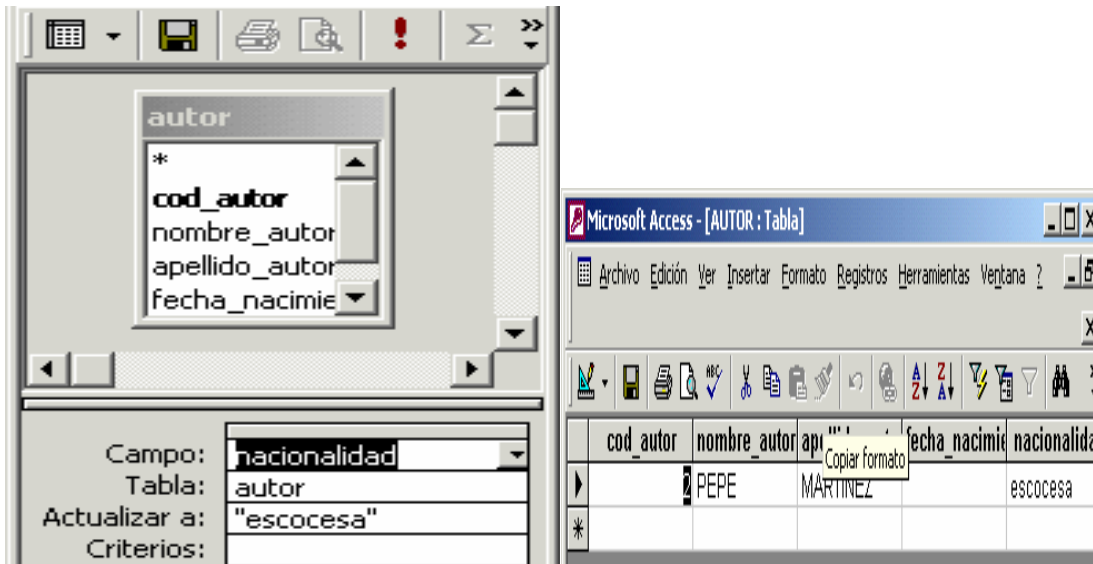 autor
*
cod_autor
nombre_autor
apellido_autor
fecha_nacimie
Campo: nacionalidad
Tabla: autor
Actualizar a: "escocesa"
Criterios:
Microsoft Access - [AUTOR : Tabla]
Archivo Edición Ver Insertar Formato Registros Herramientas Ventana ?
cod_autor nombre_autor fecha_nacimie nacionalida
Copiar formato
2 PEPE MARTINEZ escocesa
*